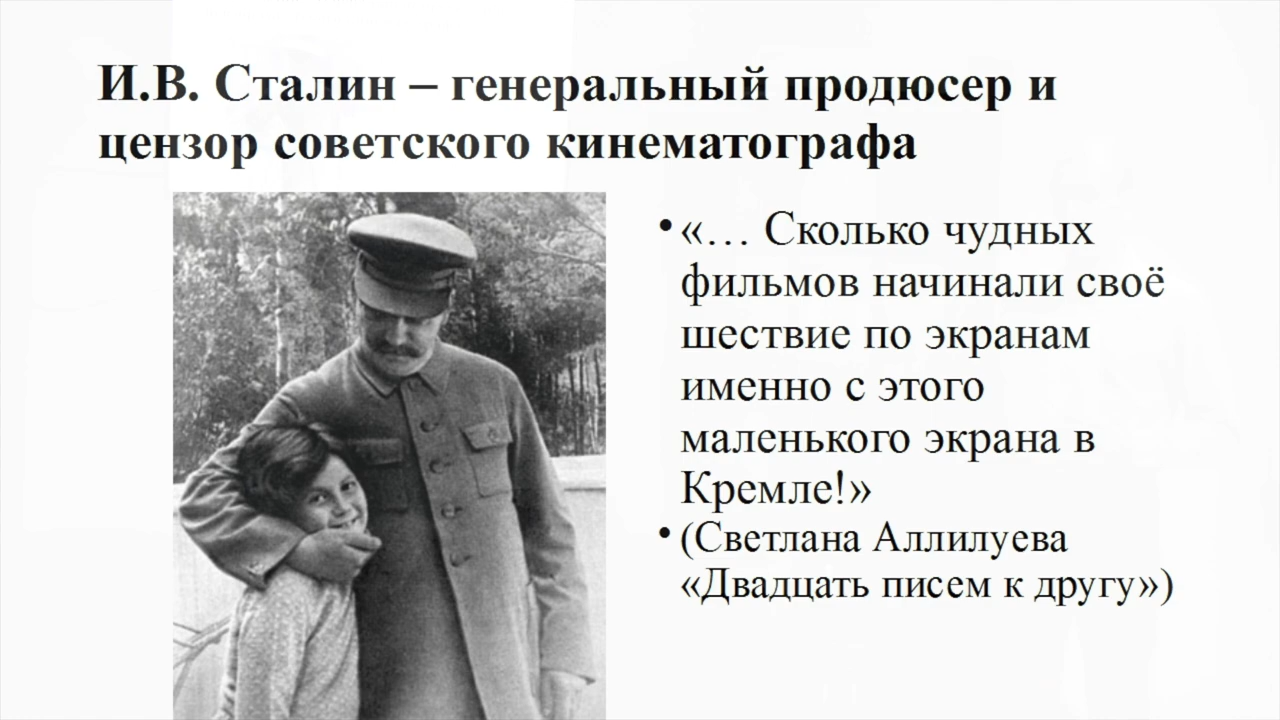 И.В. Сталин – генеральный продюсер и
цензор советского кинематографа
• «… Сколько чудных
фильмов начинали своё
шествие по экранам
именно с этого
маленького экрана в
Кремле!»
• (Светлана Аллилуева
«Двадцать писем к другу»)